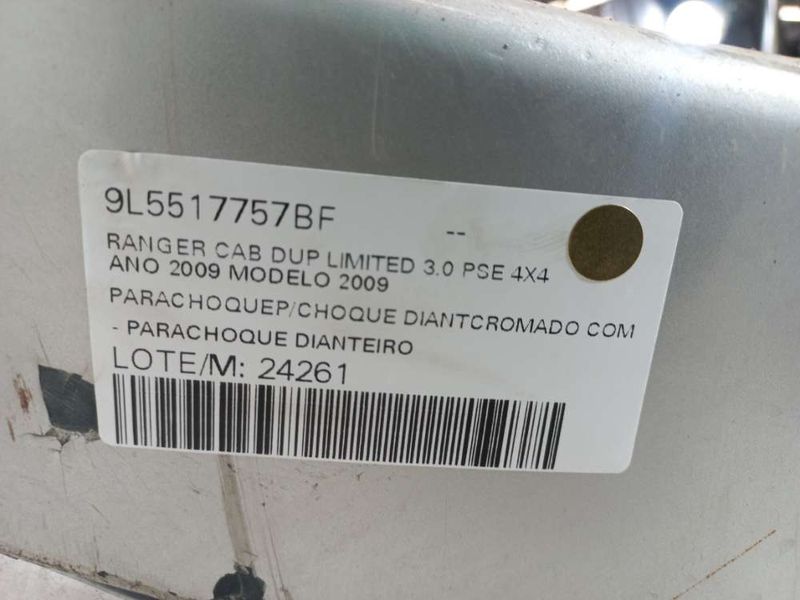 9L5517757BF
--
RANGER CAB DUP LIMITED 3.0 PSE 4X4
ANO 2009 MODELO 2009
PARACHOQUEP/CHOQUE DIANTCROMADO COM
- PARACHOQUE DIANTEIRO
LOTE/M: 24261